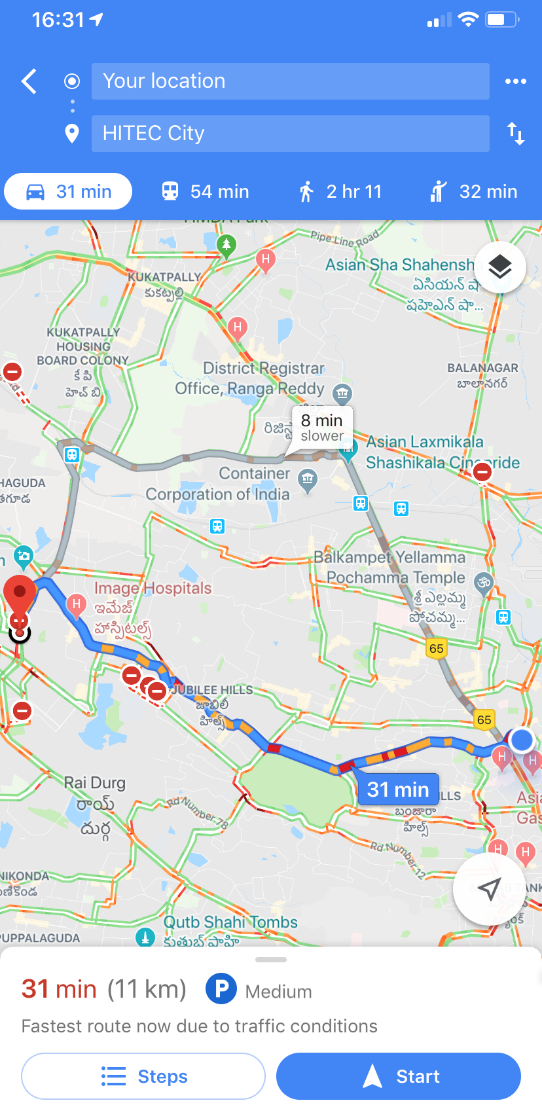 16:31
Your location
HITEC City
31 min
54 min
2 hr 11
32 min
Pipe Line Road
Asian Sha Shahensh
ఏసియన్ షా
షహెఎన్ షా...
KUKATPALLY
కుకట్పల్లి
KUKATPALLY
HOUSING
BOARD COLONY
కే పి
హెచ్ బి
BALANAGAR
బాలానగర్
District Registrar
Office, Ranga Reddy
8 min
slower
Asian Laxmikala
Shashikala Cinepride
Container
Corporation of India
HAGUDA
Balkampet Yellamma
Pochamma Temple
శ్రీ ఎల్లమ్మ
పోచమ్మ...
Image Hospitals
ఇమేజ్
హాస్పిటల్స్
65
JUBILEE HILLS
జూబిలీ
హిల్స్
65
31 min
ILLS
బంజారా
హిల్స్
Rai Durg
రాయ్
దుర్గ
Rd Number 78
Rd Number 12
Asia
Gas
NIKONDA
Qutb Shahi Tombs
కుతుబ్ షాహి
PUPPALAGUDA
31 min (11 km) P Medium
Fastest route now due to traffic conditions
Steps
Start